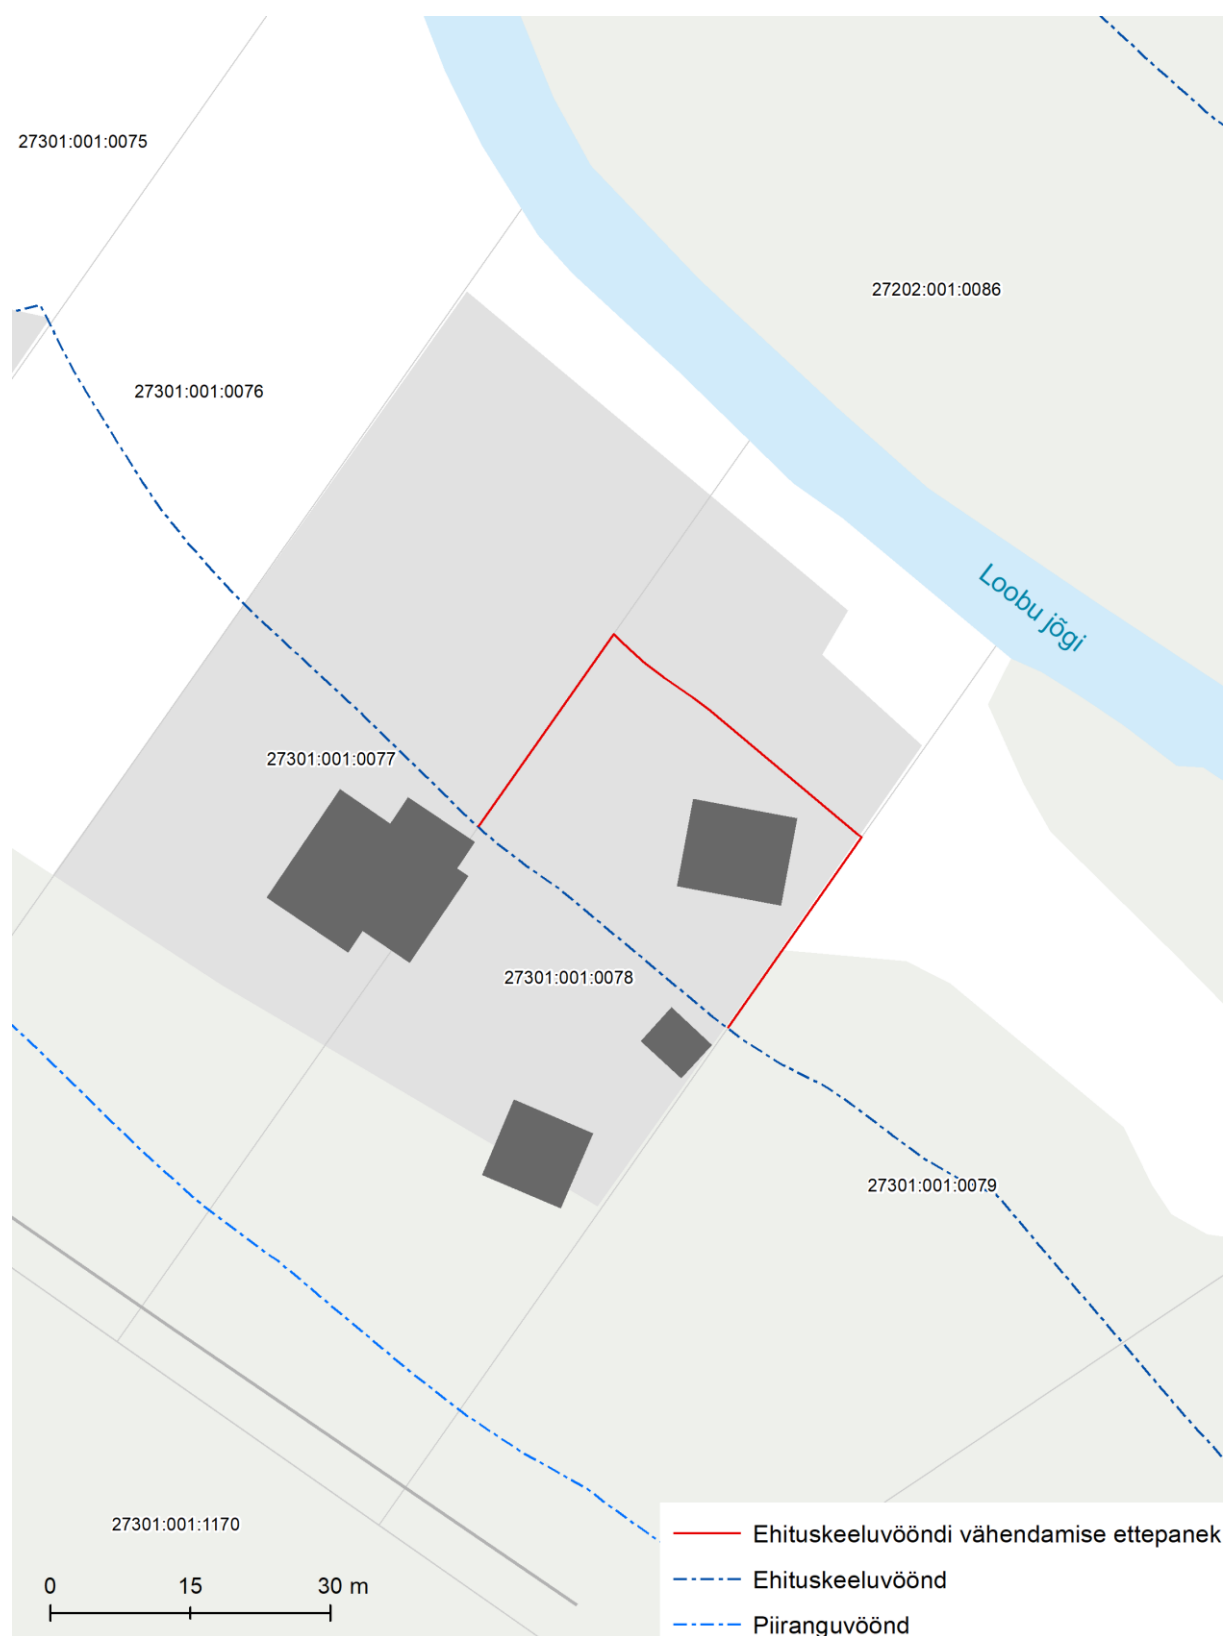 27301:001:0075
27202:001:0086
27301:001:0076
Loobu jõgi
27301:001:0077
27301:001:0078
27301:001:0079
27301:001:1170
0 15 30 m
Ehituskeeluvööndi vähendamise ettepanek
Ehituskeeluvöönd
Piiranguvöönd